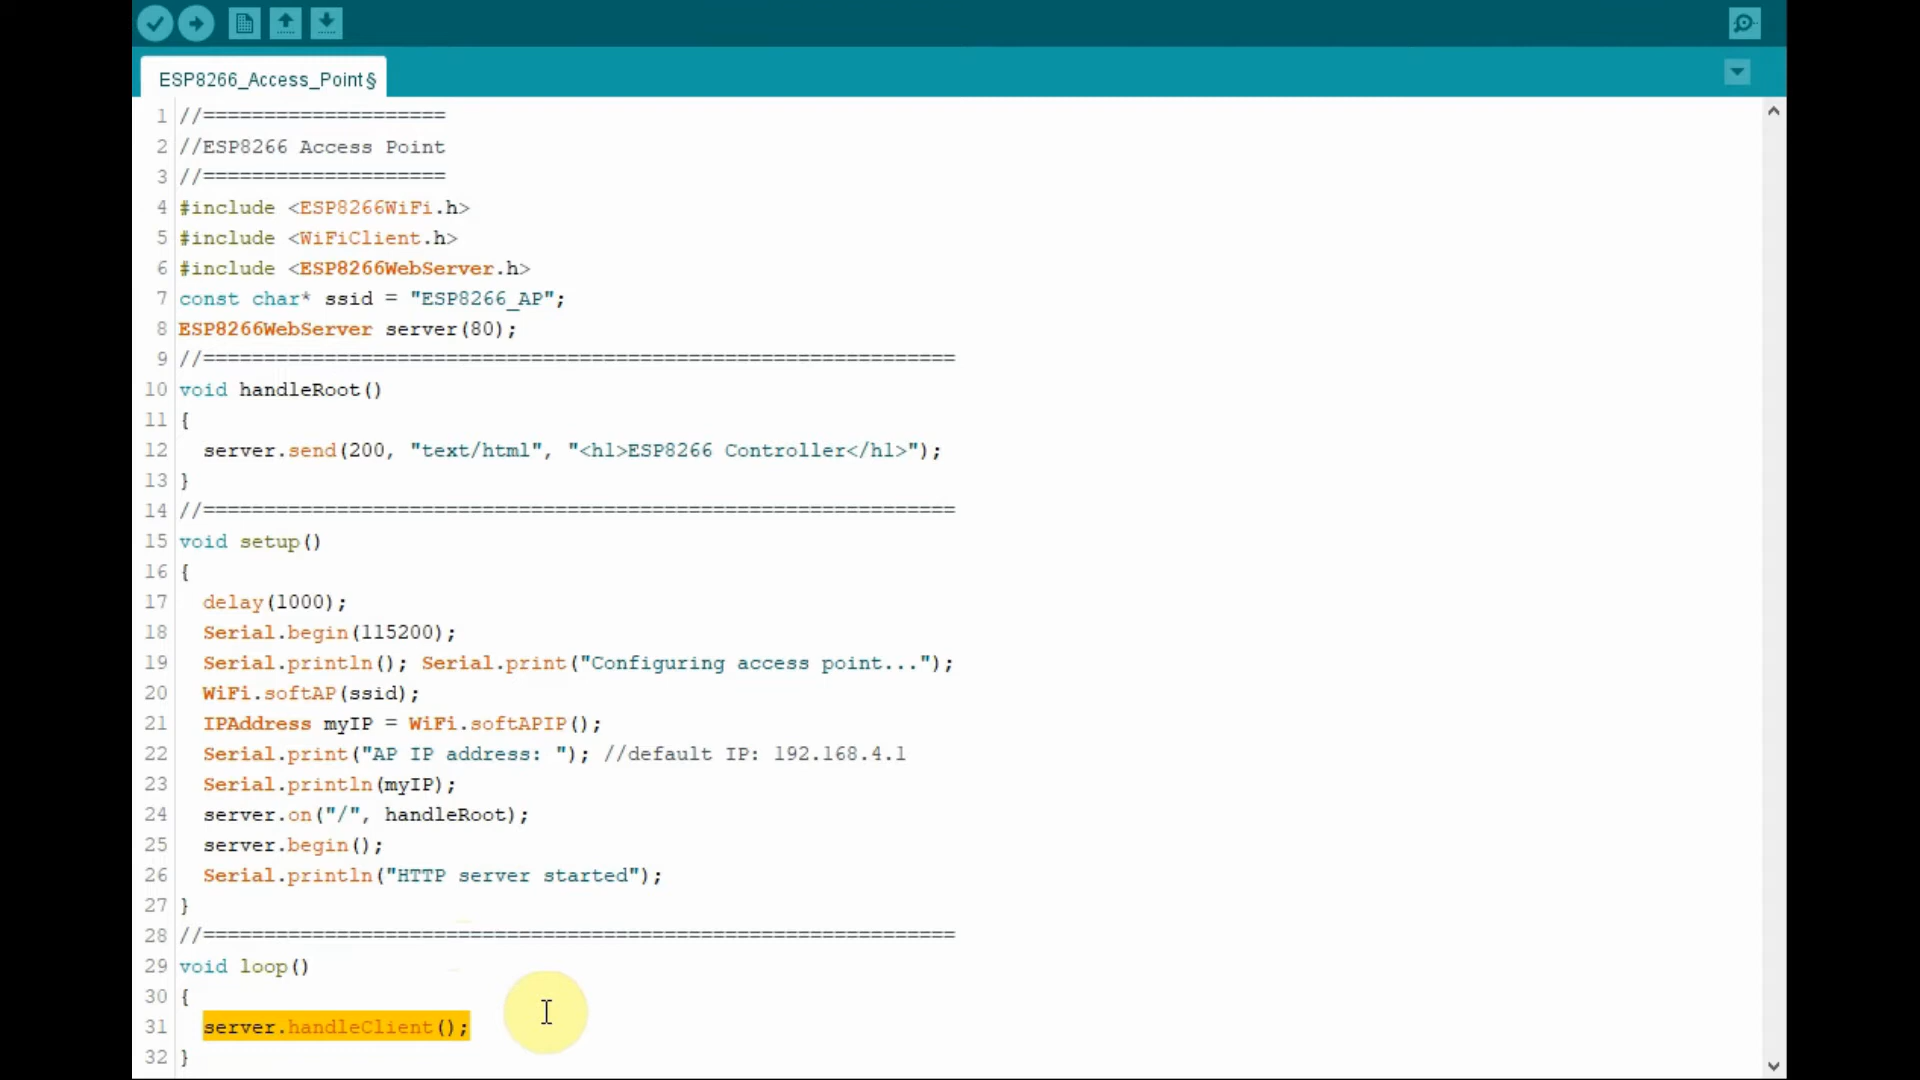 ESP8266_Access_Point§
1 //====================
2 //ESP8266 Access Point
3 //====================
4 #include <ESP8266WiFi.h>
5 #include <WiFiClient.h>
6 #include <ESP8266WebServer.h>
7 const char* ssid = "ESP8266_AP";
8 ESP8266WebServer server(80);
9 //==============================================================
10 void handleRoot()
11 {
12   server.send(200, "text/html", "<h1>ESP8266 Controller</h1>");
13 }
14 //==============================================================
15 void setup()
16 {
17   delay(1000);
18   Serial.begin(115200);
19   Serial.println(); Serial.print("Configuring access point...");
20   WiFi.softAP(ssid);
21   IPAddress myIP = WiFi.softAPIP();
22   Serial.print("AP IP address: "); //default IP: 192.168.4.1
23   Serial.println(myIP);
24   server.on("/", handleRoot);
25   server.begin();
26   Serial.println("HTTP server started");
27 }
28 //==============================================================
29 void loop()
30 {
31   server.handleClient();
32 }